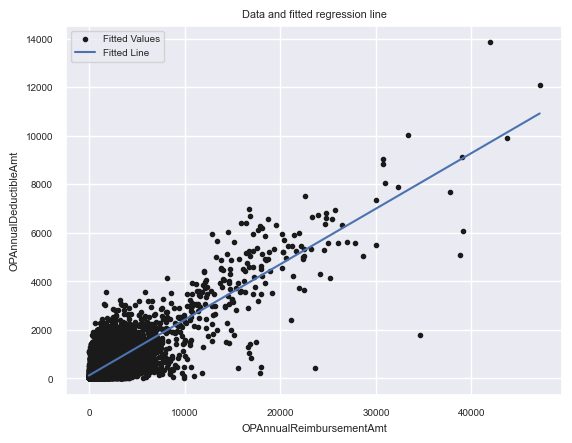 Data and fitted regression line
Fitted Values
Fitted Line
14000
12000
10000
8000
6000
4000
2000
0
OPAnnualDeductibleAmt
0
10000
20000
30000
40000
OPAnnualReimbursementAmt